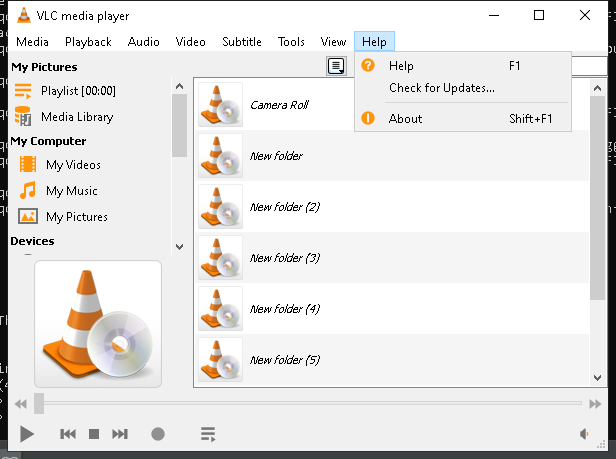 VLC media player
Media Playback Audio Video Subtitle Tools View Help
My Pictures
Playlist [00:00]
Media Library
My Computer
My Videos
My Music
My Pictures
Devices
Help F1
Check for Updates...
About Shift+F1
Camera Roll
New folder
New folder (2)
New folder (3)
New folder (4)
New folder (5)